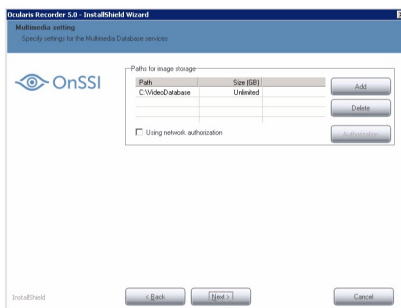 Ocularis Recorder 5.0 - InstallShield Wizard
Multimedia setting
Specify settings for the Multimedia Database services
OnSSI
Paths for image storage
Path Size (GB)
C:\VideoDatabase Unlimited
Add
Delete
Using network authorization
Authorization
InstallShield
< Back
Next >
Cancel